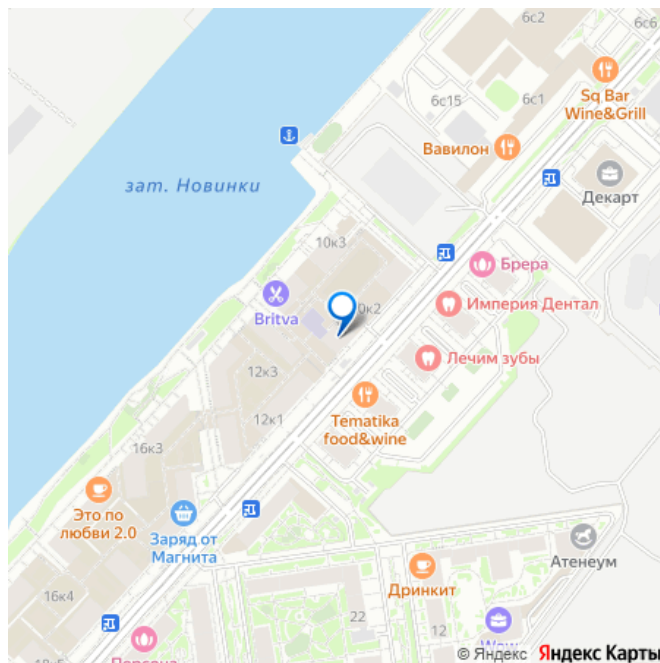 6с2
6с6
Sq Bar
Wine&Grill
6с15
6с1
Вавилон
Декарт
зат. Новинки
10к3
Брера
Britva
0к2
Империя Дентал
Лечим зубы
12к3
Tematika
food&wine
12к1
16к3
Это по
любви 2.0
Заряд от
Магнита
Атенеум
Дринкит
16к4
22
12
Персона
© Яндекс Яндекс Карты